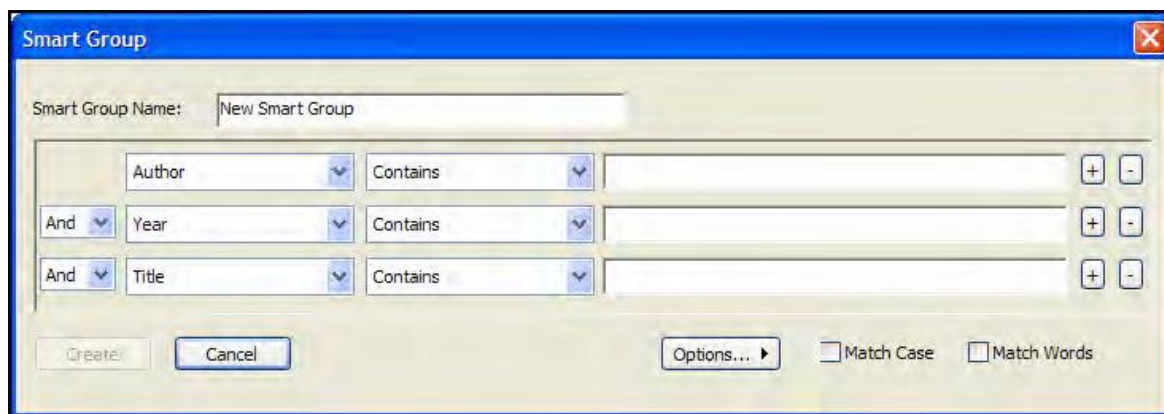 Smart Group
Smart Group Name: New Smart Group
Author Contains + -
And Year Contains + -
And Title Contains + -
Create Cancel Options... Match Case Match Words